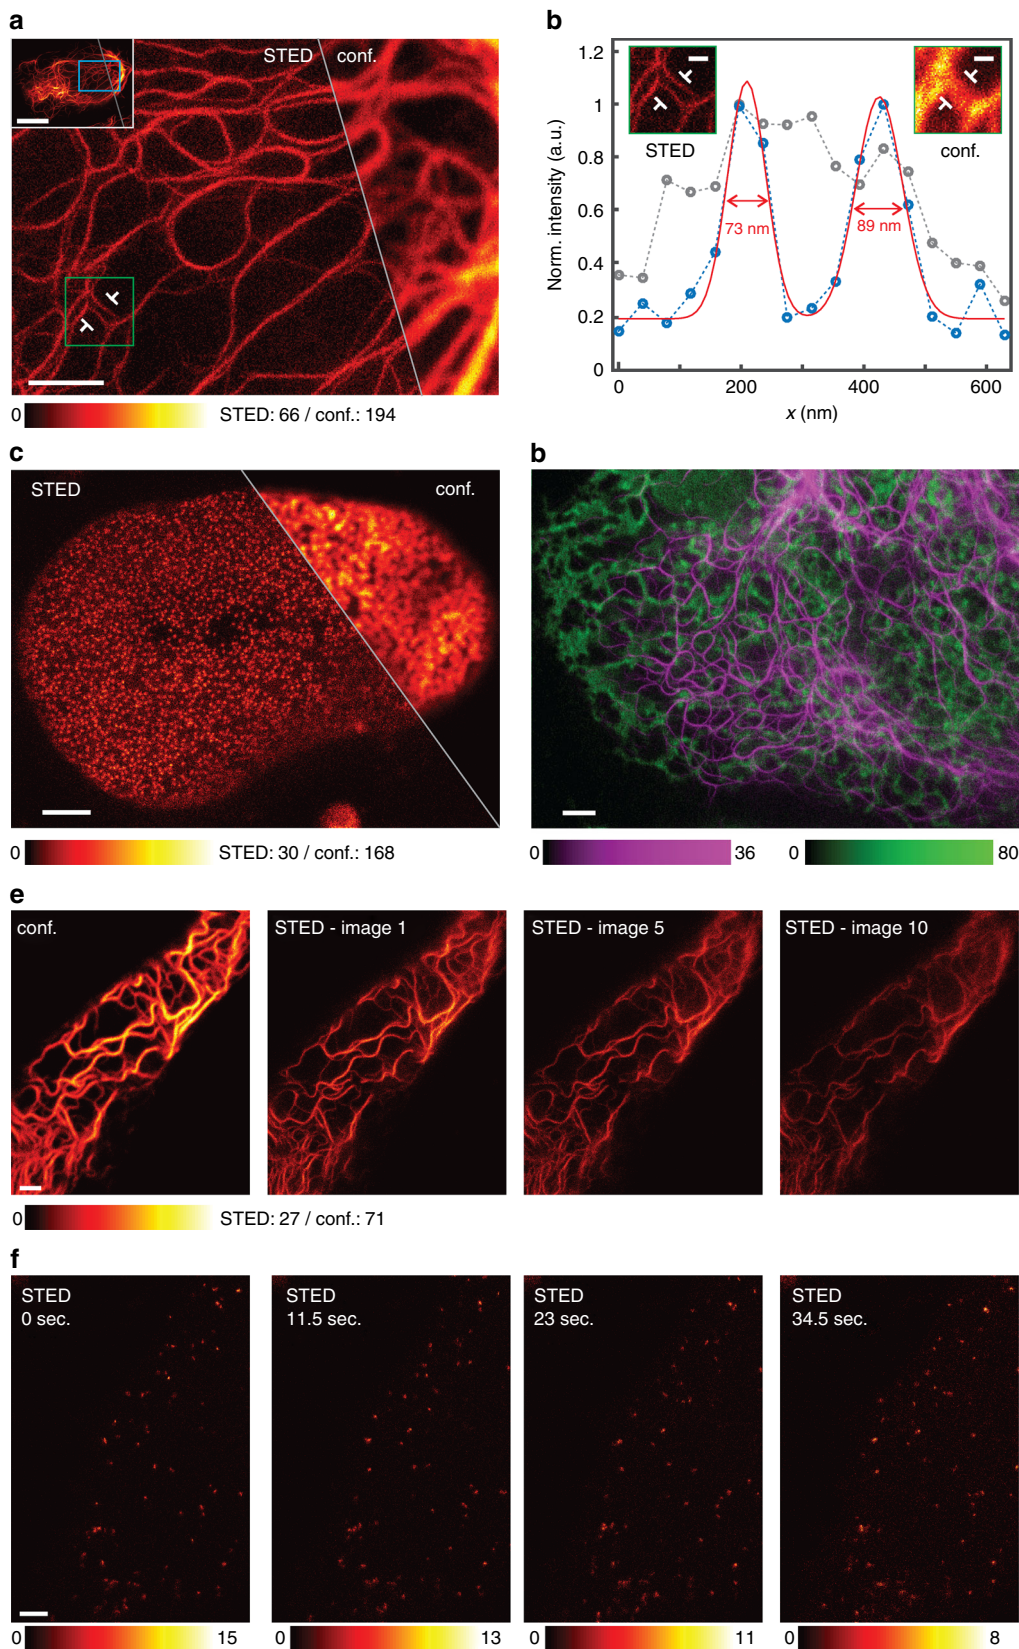 a
STED
conf.
0
STED: 66 / conf.: 194
b
Norm. intensity (a.u.)
1.2
1
0.8
0.6
0.4
0.2
0
STED
conf.
73 nm
89 nm
0
200
400
600
x (nm)
c
STED
conf.
0
STED: 30 / conf.: 168
b
0
36
0
80
e
conf.
STED - image 1
STED - image 5
STED - image 10
0
STED: 27 / conf.: 71
f
STED
0 sec.
STED
11.5 sec.
STED
23 sec.
STED
34.5 sec.
0
15
0
13
0
11
0
8